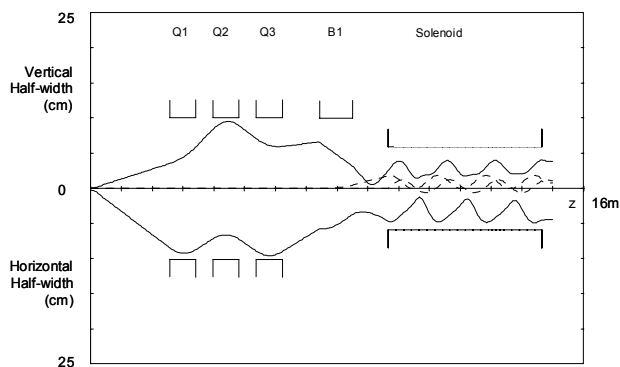 25
Q1 Q2 Q3 B1 Solenoid
Vertical
Half-width
(cm)
0
z 16m
Horizontal
Half-width
(cm)
25